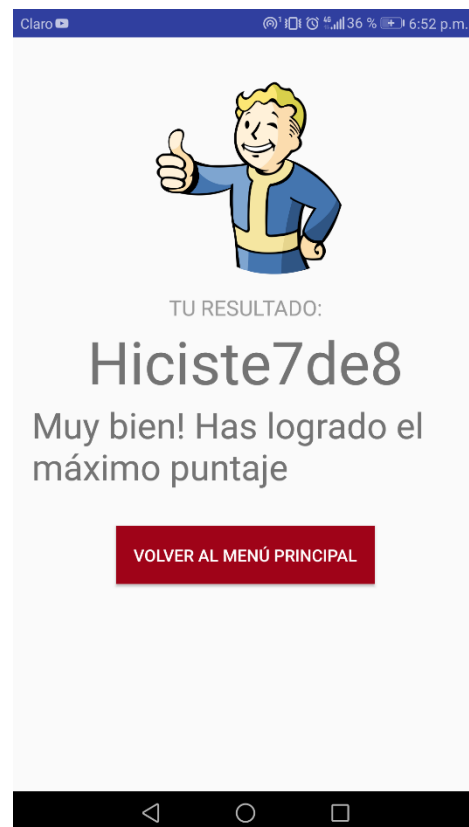 Claro 36 % 6:52 p.m.
TU RESULTADO:
Hiciste7de8
Muy bien! Has logrado el
máximo puntaje
VOLVER AL MENÚ PRINCIPAL